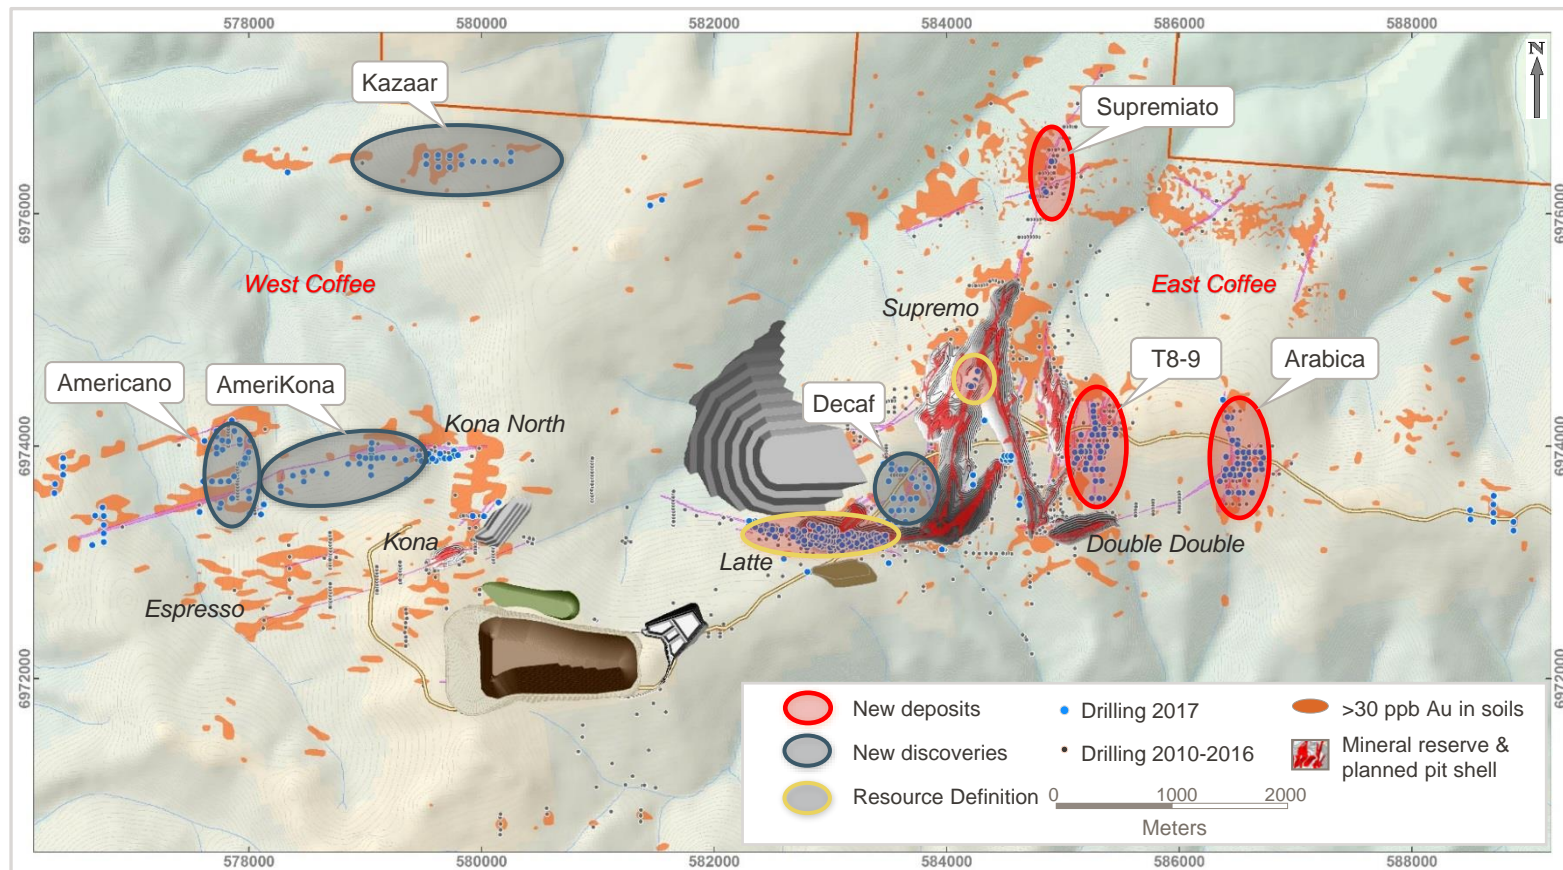 578000
580000
582000
584000
586000
588000
N
Kazaar
Supremiato
6976000
6976000
West Coffee
East Coffee
Supremo
T8-9
Arabica
Americano
AmeriKona
Decaf
Kona North
6974000
6974000
Kona
Latte
Double Double
Espresso
6972000
6972000
New deposits
Drilling 2017
>30 ppb Au in soils
New discoveries
Drilling 2010-2016
Mineral reserve &
planned pit shell
Resource Definition
0
1000
2000
Meters
578000
580000
582000
584000
586000
588000